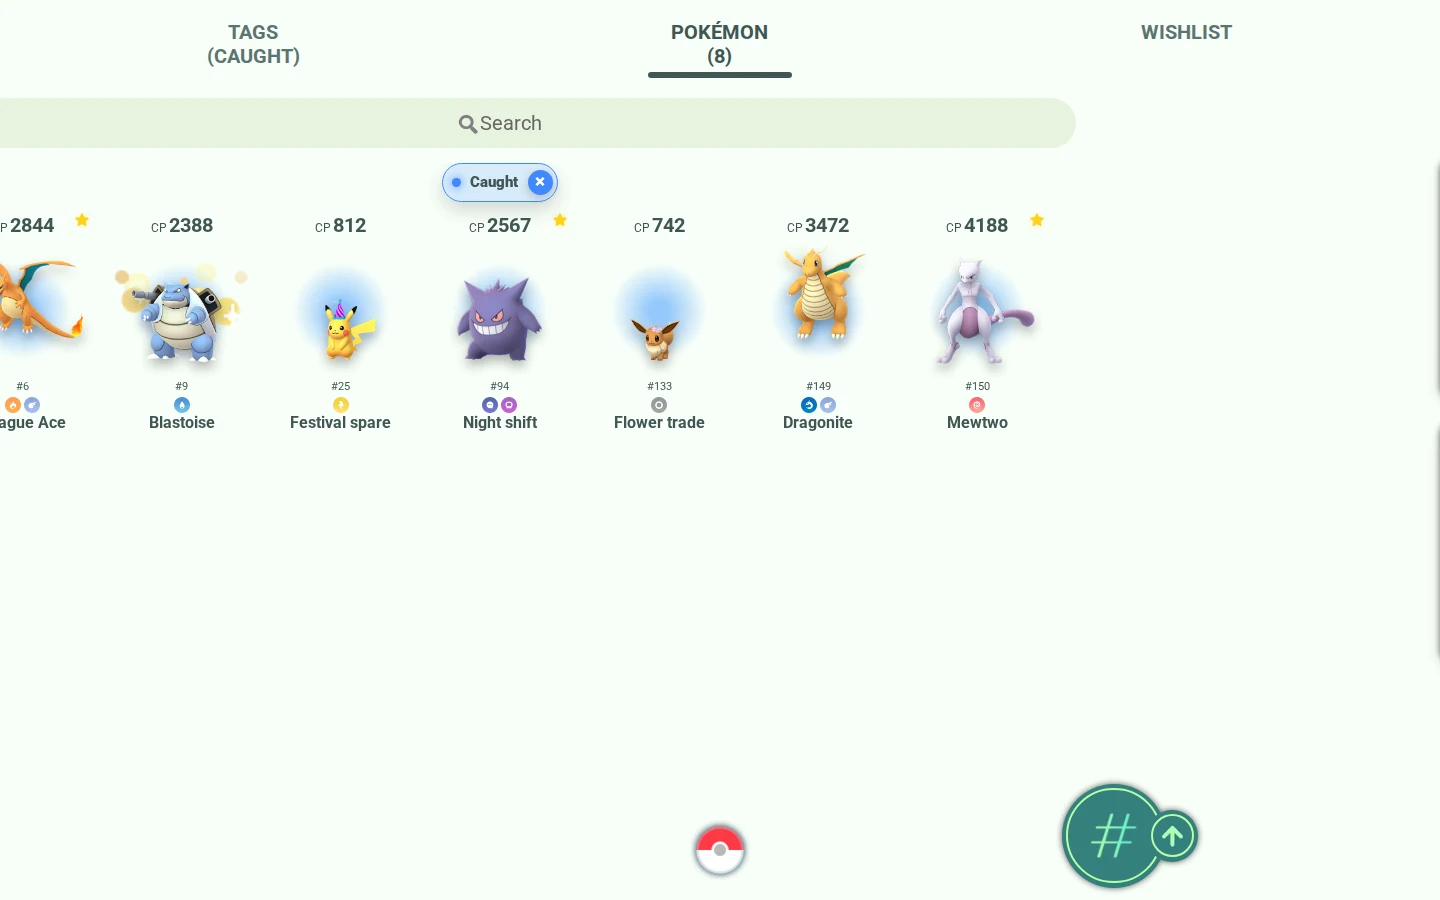 TAGS
(CAUGHT)
POKÉMON
(8)
WISHLIST
Search
Caught
P 2844
CP 2388
CP 812
CP 2567
CP 742
CP 3472
CP 4188
#6
#9
#25
#94
#133
#149
#150
ague Ace
Blastoise
Festival spare
Night shift
Flower trade
Dragonite
Mewtwo
#